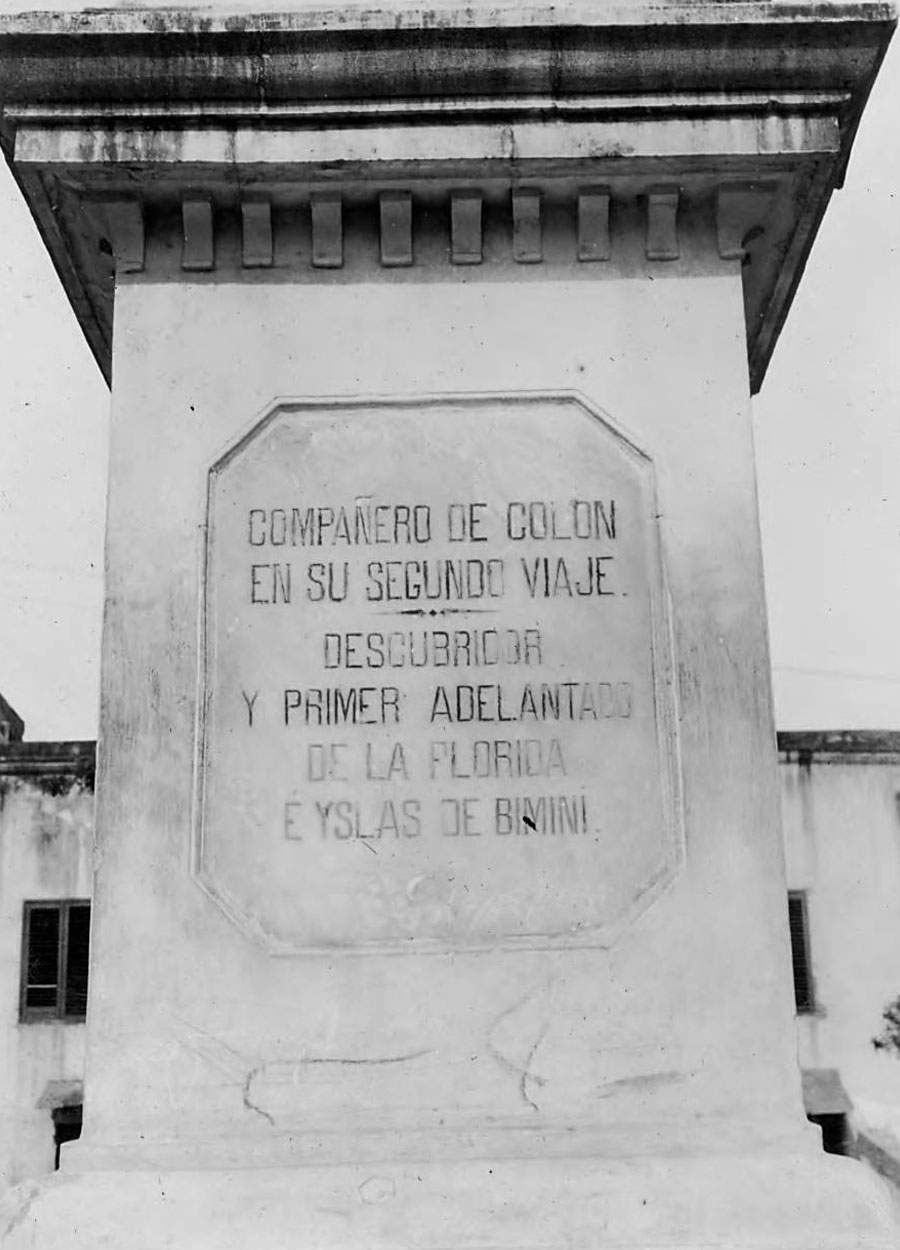 COMPAÑERO DE COLON
EN SU SEGUNDO VIAJE.
DESCUBRIDOR
Y PRIMER ADELANTADO
DE LA FLORIDA
É YSLAS DE BIMINI.